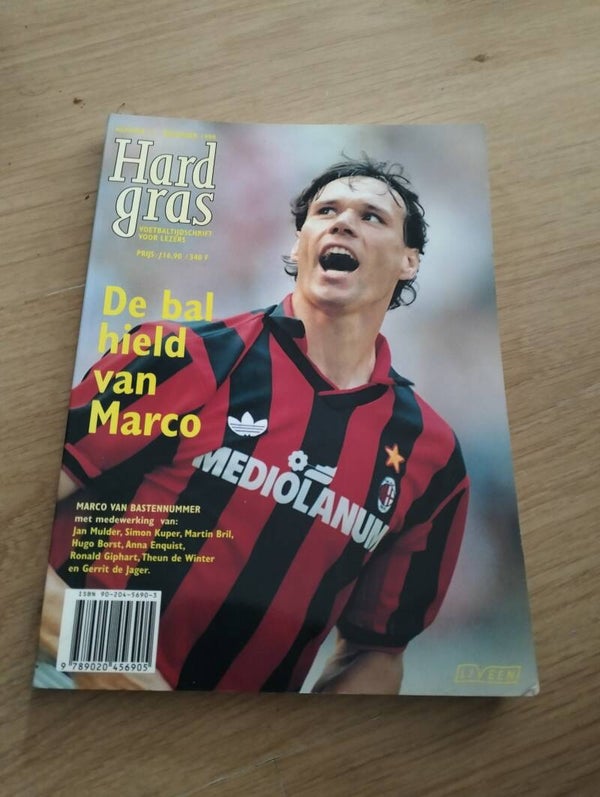 Hard
gras
VOETBALTIJDSCHRIFT
VOOR LEZERS
PRIJS ƒ16,90 / 340 F
De bal
hield
van
Marco
MEDIOLANUM
MARCO VAN BASTENNUMMER
met medewerking van:
Jan Mulder, Simon Kuper, Martin Bril,
Hugo Borst, Anna Enquist,
Ronald Giphart, Theun de Winter
en Gerrit de Jager.
ISBN 90-204-5690-3
9 789020 456905
L.J. VEEN